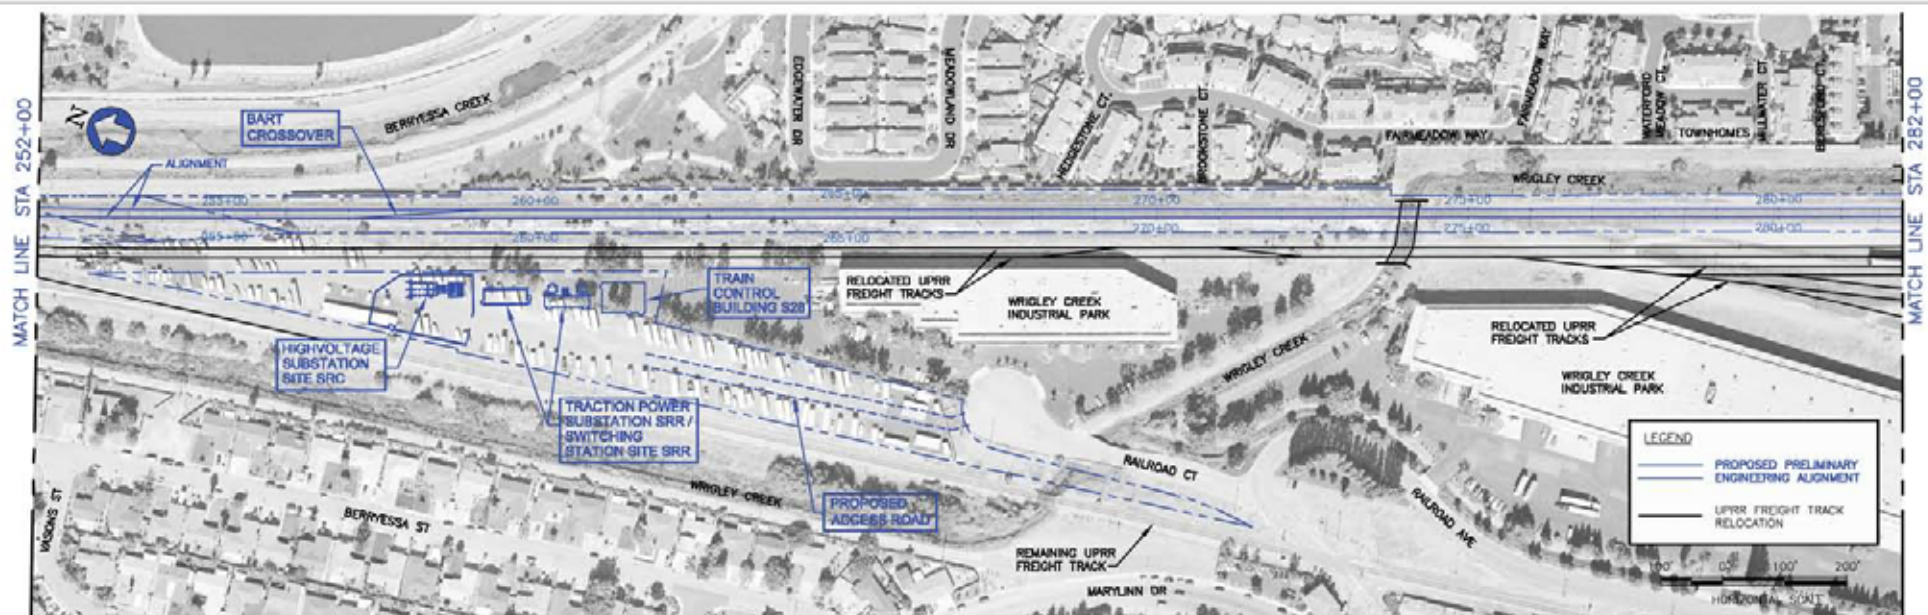 MATCH LINE STA 252+00
N
BART
CROSSOVER
BERRYESSA CREEK
ALIGNMENT
EDGEWATER DR
MEADOWLAND DR
HEDGESTONE CT.
BROOKSTONE CT.
FAIRMEADOW WAY
FAIRMEADOW WAY
WATERFORD
MEADOW CT.
TOWNHOMES
MILLWATER CT.
BERESFORD CT.
WRIGLEY CREEK
MATCH LINE STA 282+00
255+00
260+00
265+00
270+00
275+00
280+00
255+00
260+00
265+00
270+00
275+00
280+00
TRAIN
CONTROL
BUILDING S28
RELOCATED UPRR
FREIGHT TRACKS
WRIGLEY CREEK
INDUSTRIAL PARK
HIGHVOLTAGE
SUBSTATION
SITE SRC
TRACTION POWER
SUBSTATION SRR /
SWITCHING
STATION SITE SRR
WRIGLEY CREEK
RELOCATED UPRR
FREIGHT TRACKS
WRIGLEY CREEK
INDUSTRIAL PARK
PROPOSED
ACCESS ROAD
WRIGLEY CREEK
RAILROAD CT
RAILROAD AVE
VASONS ST
BERRYESSA ST
REMAINING UPRR
FREIGHT TRACK
MARYLINN DR
LEGEND
PROPOSED PRELIMINARY
ENGINEERING ALIGNMENT
UPRR FREIGHT TRACK
RELOCATION
100' 0' 100' 200'
HORIZONTAL SCALE